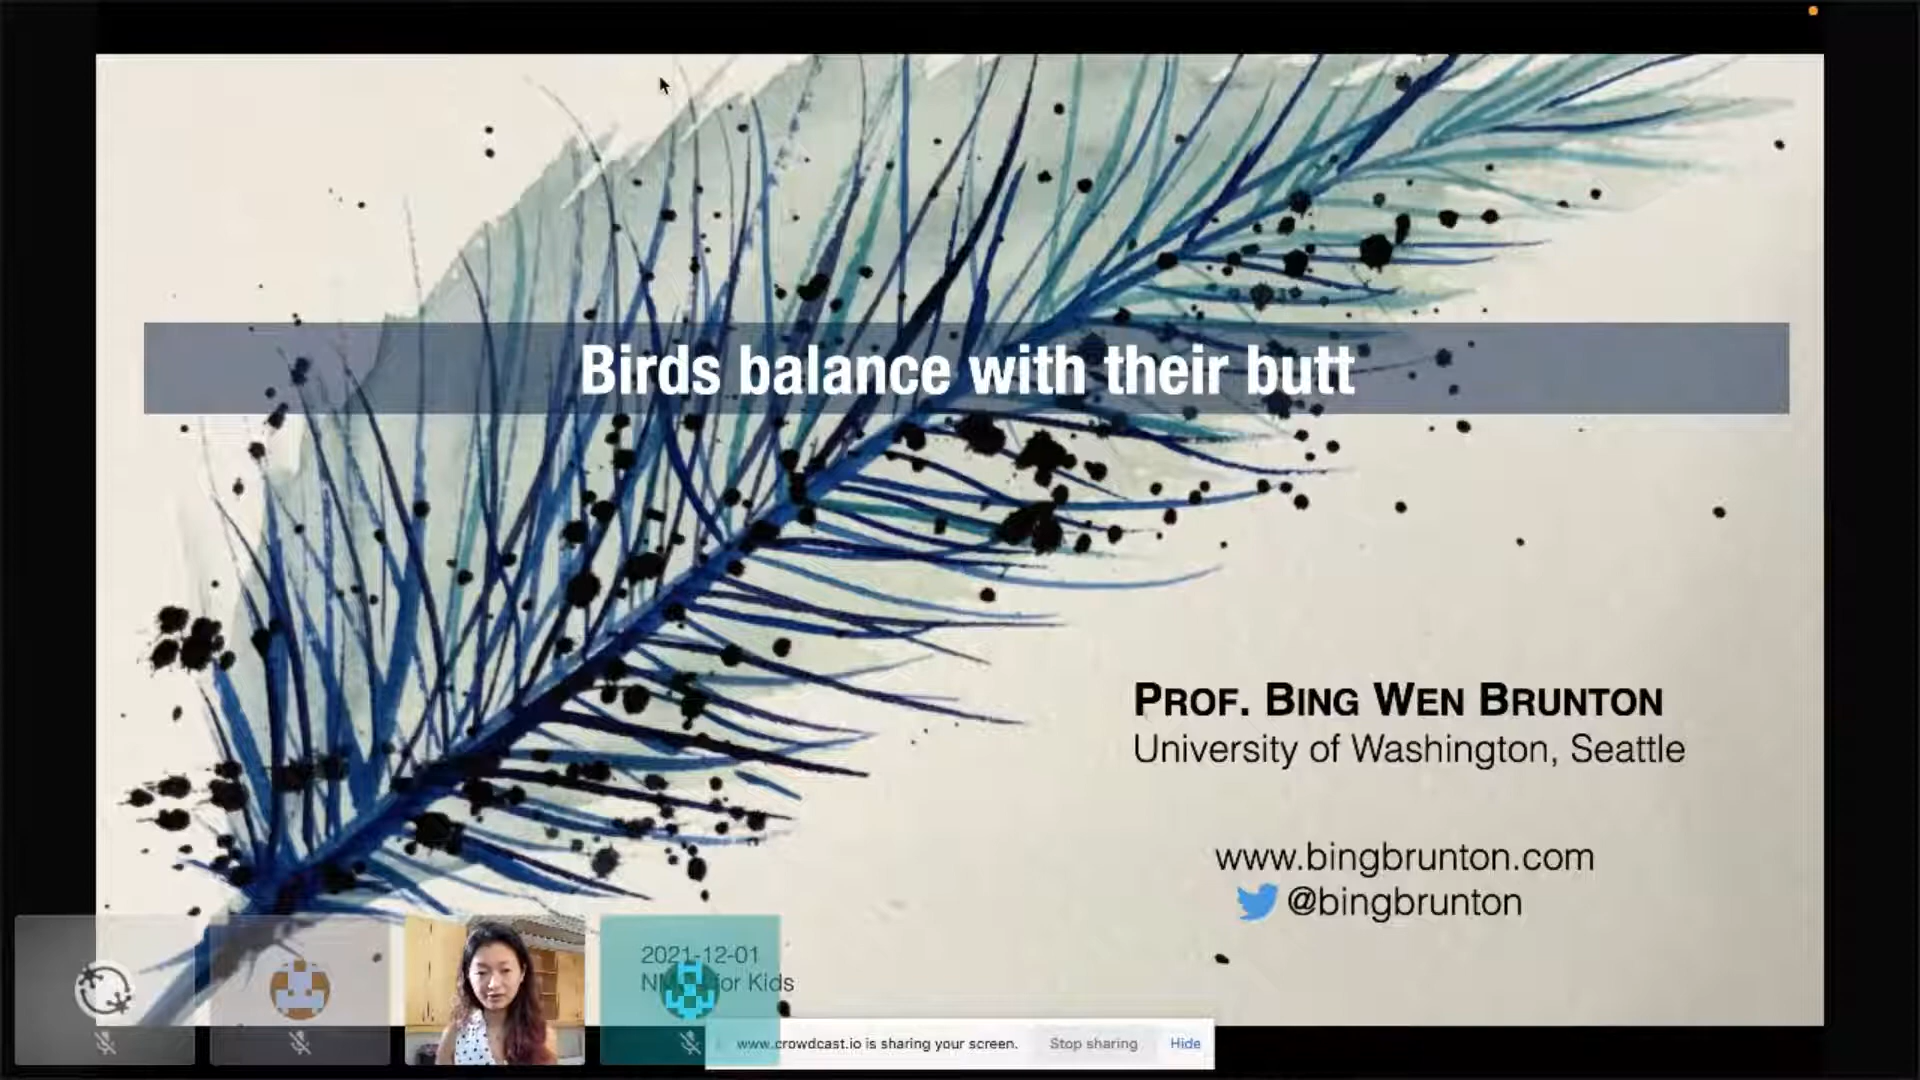 Birds balance with their butt
PROF. BING WEN BRUNTON
University of Washington, Seattle
www.bingbrunton.com
@bingbrunton
2021-12-01
for Kids
www.crowdcast.io is sharing your screen.
Stop sharing
Hide